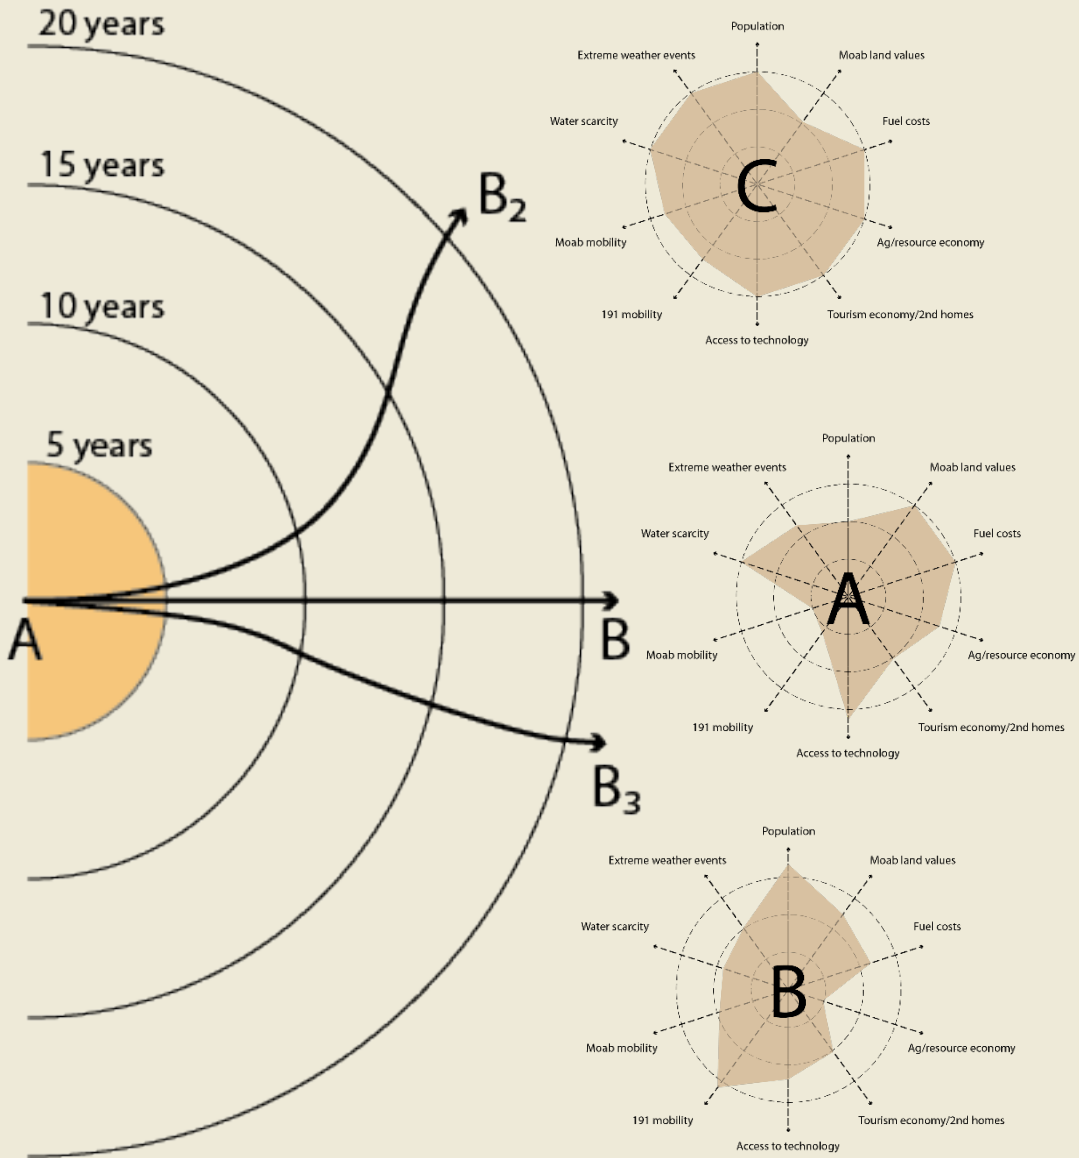 20 years
15 years
10 years
5 years
A
B₂
B
B₃
Population
Extreme weather events
Moab land values
Water scarcity
Fuel costs
C
Moab mobility
Ag/resource economy
191 mobility
Tourism economy/2nd homes
Access to technology
Population
Extreme weather events
Moab land values
Water scarcity
Fuel costs
A
Moab mobility
Ag/resource economy
191 mobility
Tourism economy/2nd homes
Access to technology
Population
Extreme weather events
Moab land values
Water scarcity
Fuel costs
B
Moab mobility
Ag/resource economy
191 mobility
Tourism economy/2nd homes
Access to technology